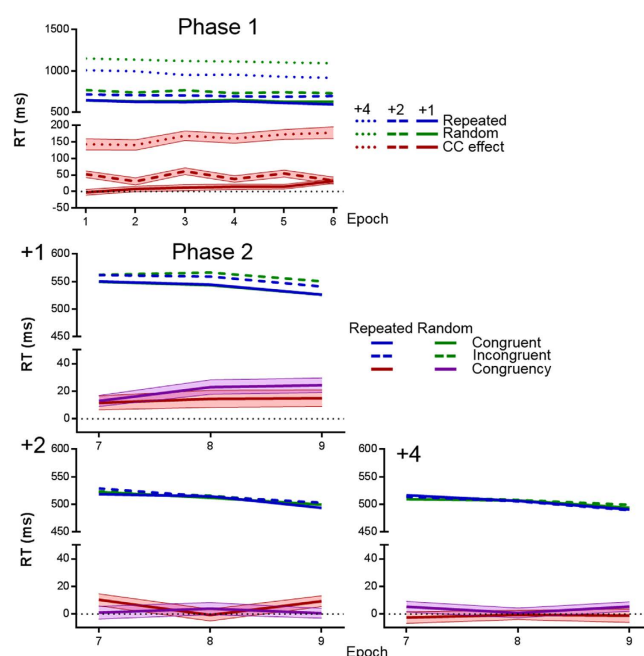 Phase 1
1500
1000
500
200
150
100
50
0
-50
RT (ms)
1 2 3 4 5 6
Epoch
+4 +2 +1
Repeated
Random
CC effect
+1
Phase 2
600
550
500
450
60
40
20
0
RT (ms)
7 8 9
Repeated Random
Congruent
Incongruent
Congruency
+2
600
550
500
450
60
40
20
0
RT (ms)
7 8 9
+4
600
550
500
450
60
40
20
0
7 8 9
Epoch